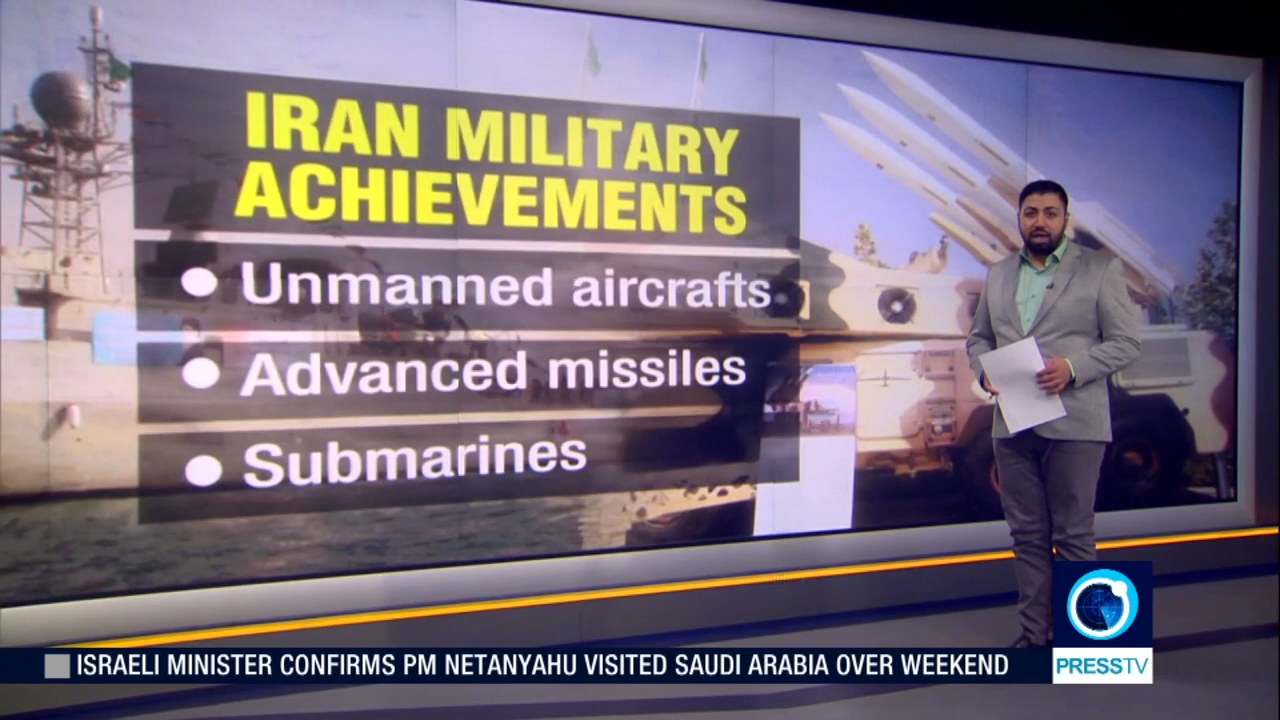 IRAN MILITARY
ACHIEVEMENTS
Unmanned aircrafts
Advanced missiles
Submarines
ISRAELI MINISTER CONFIRMS PM NETANYAHU VISITED SAUDI ARABIA OVER WEEKEND
PRESSTV